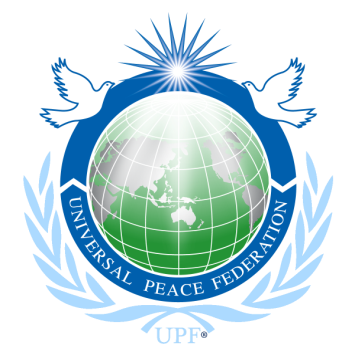 UNIVERSAL PEACE FEDERATION
UPF®